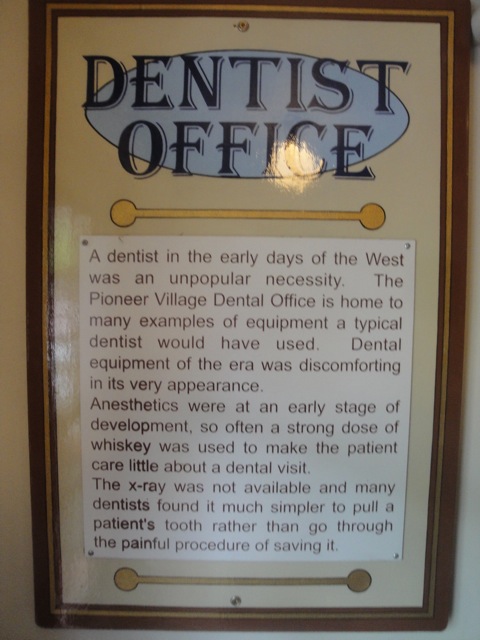 DENTIST
OFFICE
A dentist in the early days of the West
was an unpopular necessity. The
Pioneer Village Dental Office is home to
many examples of equipment a typical
dentist would have used. Dental
equipment of the era was discomforting
in its very appearance.
Anesthetics were at an early stage of
development, so often a strong dose of
whiskey was used to make the patient
care little about a dental visit.
The x-ray was not available and many
dentists found it much simpler to pull a
patient's tooth rather than go through
the painful procedure of saving it.